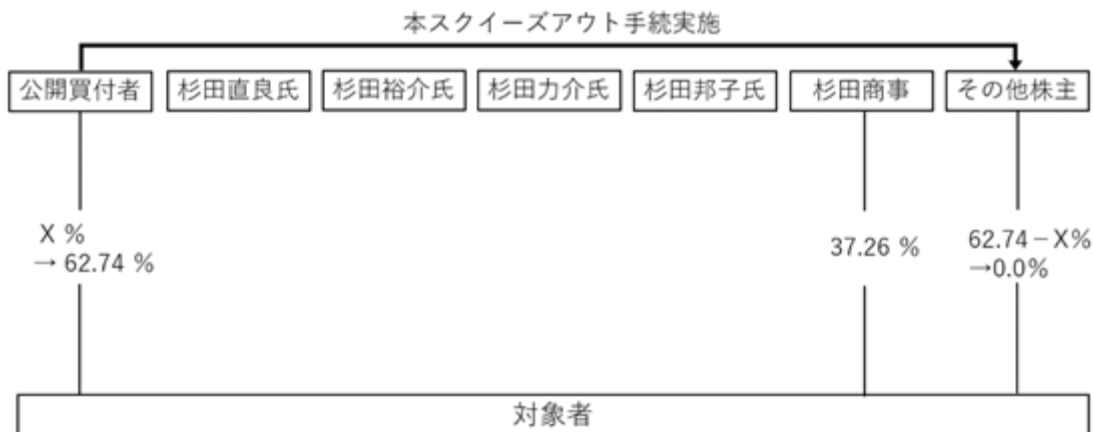 本スクイーズアウト手続実施
公開買付者
杉田直良氏
杉田裕介氏
杉田力介氏
杉田邦子氏
杉田商事
その他株主
X %
→ 62.74 %
37.26 %
62.74－X%
→0.0%
対象者